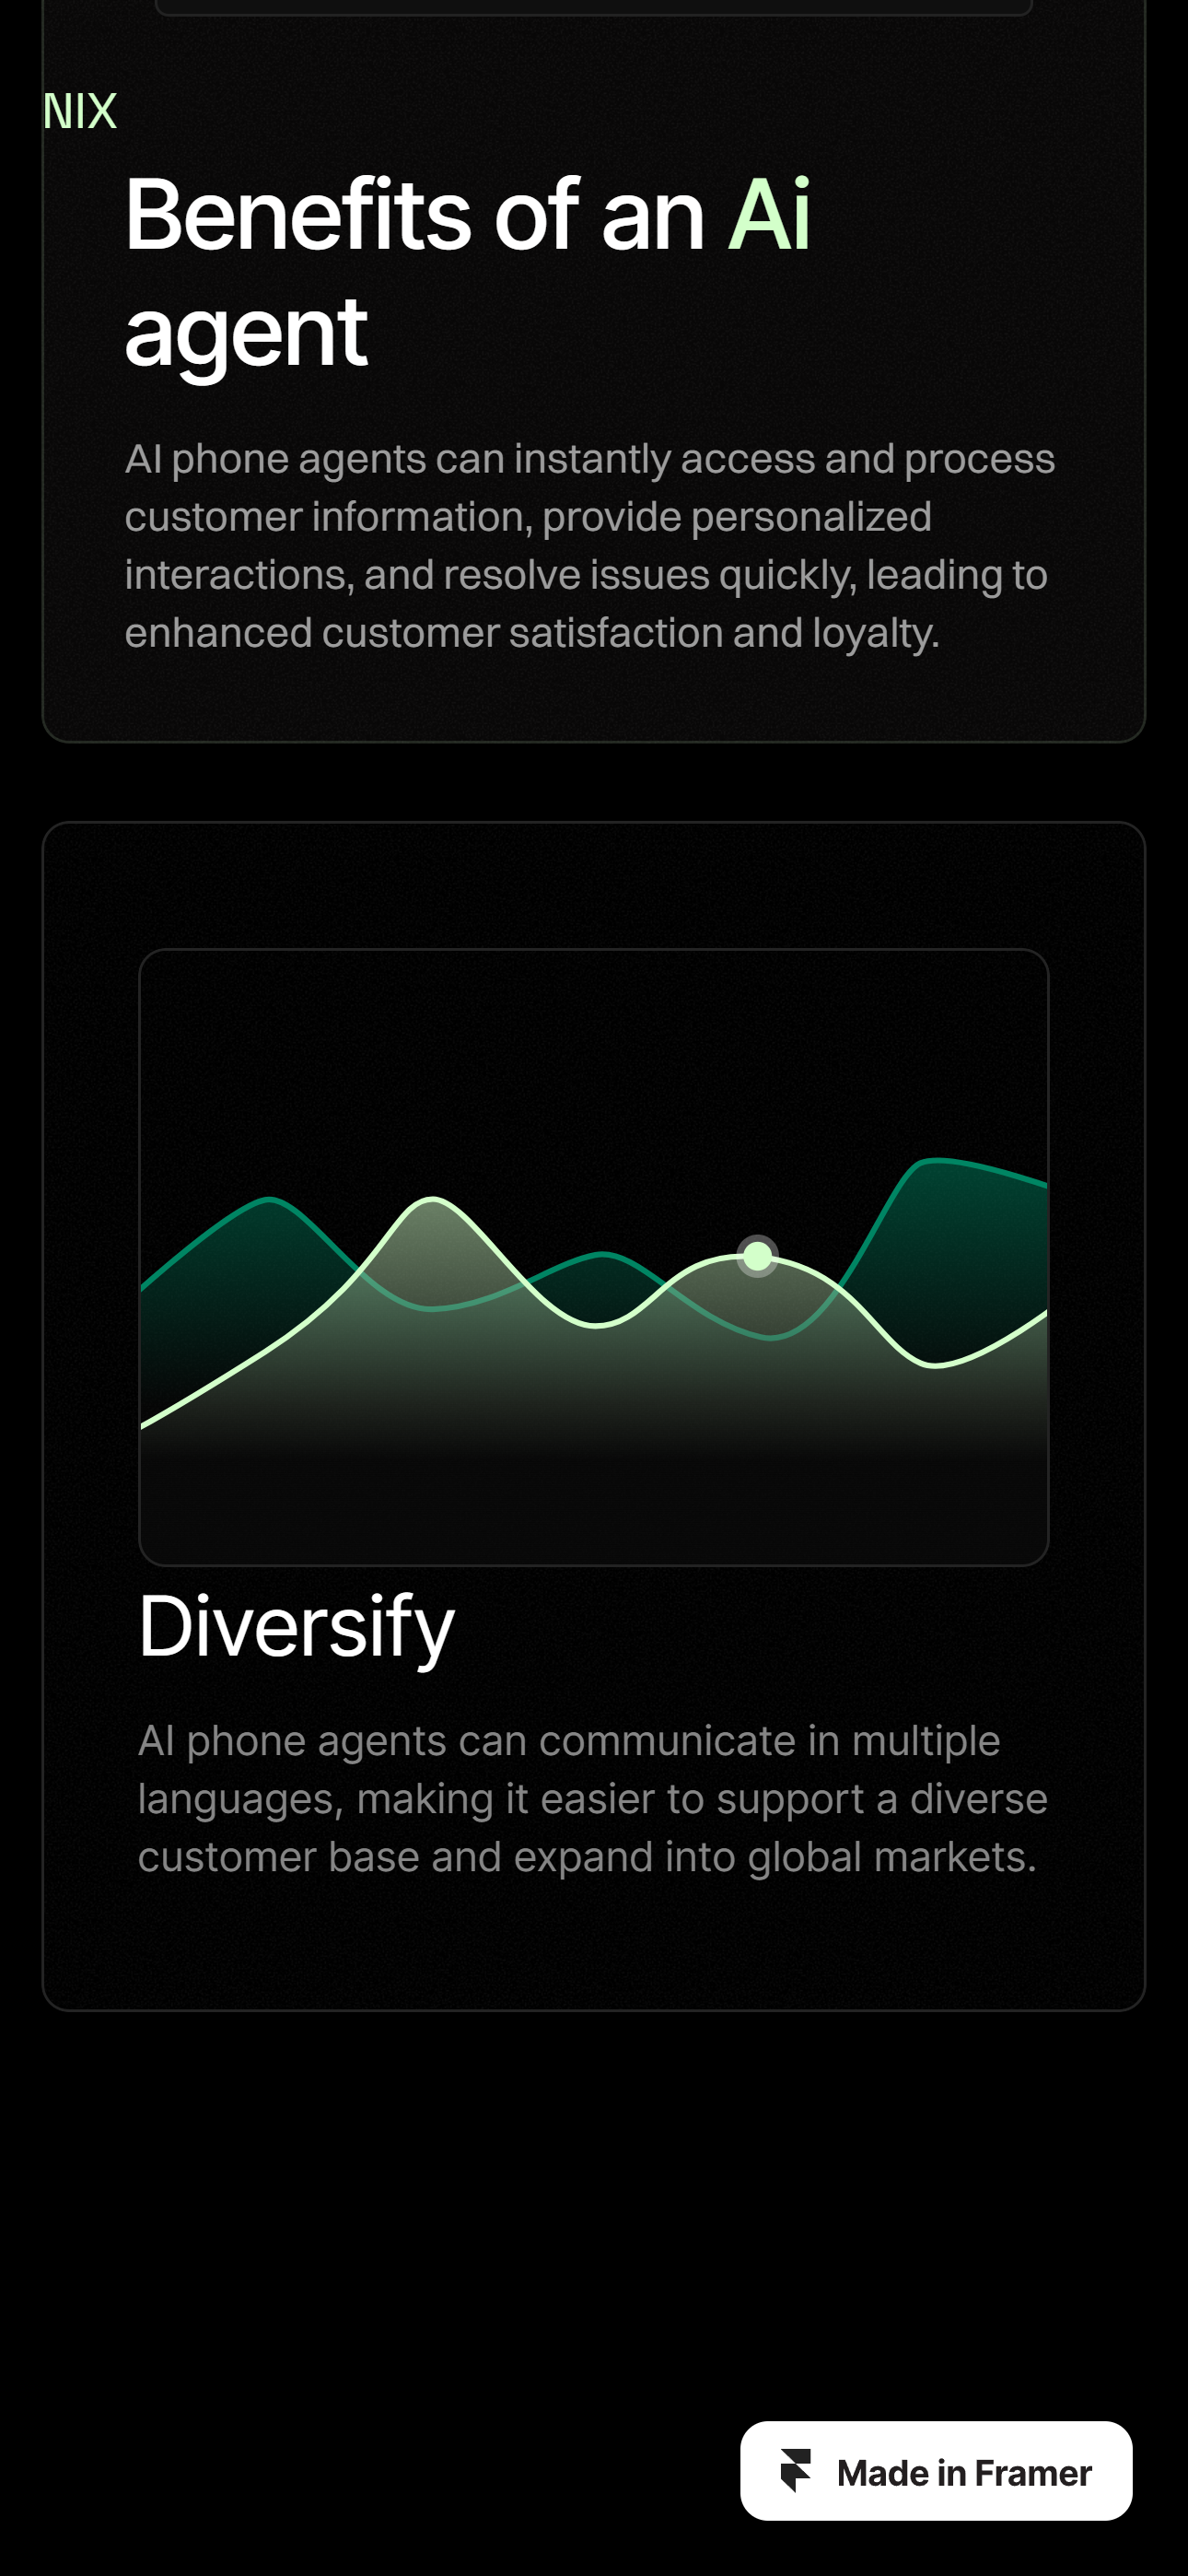 NIX
Benefits of an Ai
agent
AI phone agents can instantly access and process
customer information, provide personalized
interactions, and resolve issues quickly, leading to
enhanced customer satisfaction and loyalty.
Diversify
AI phone agents can communicate in multiple
languages, making it easier to support a diverse
customer base and expand into global markets.
Made in Framer